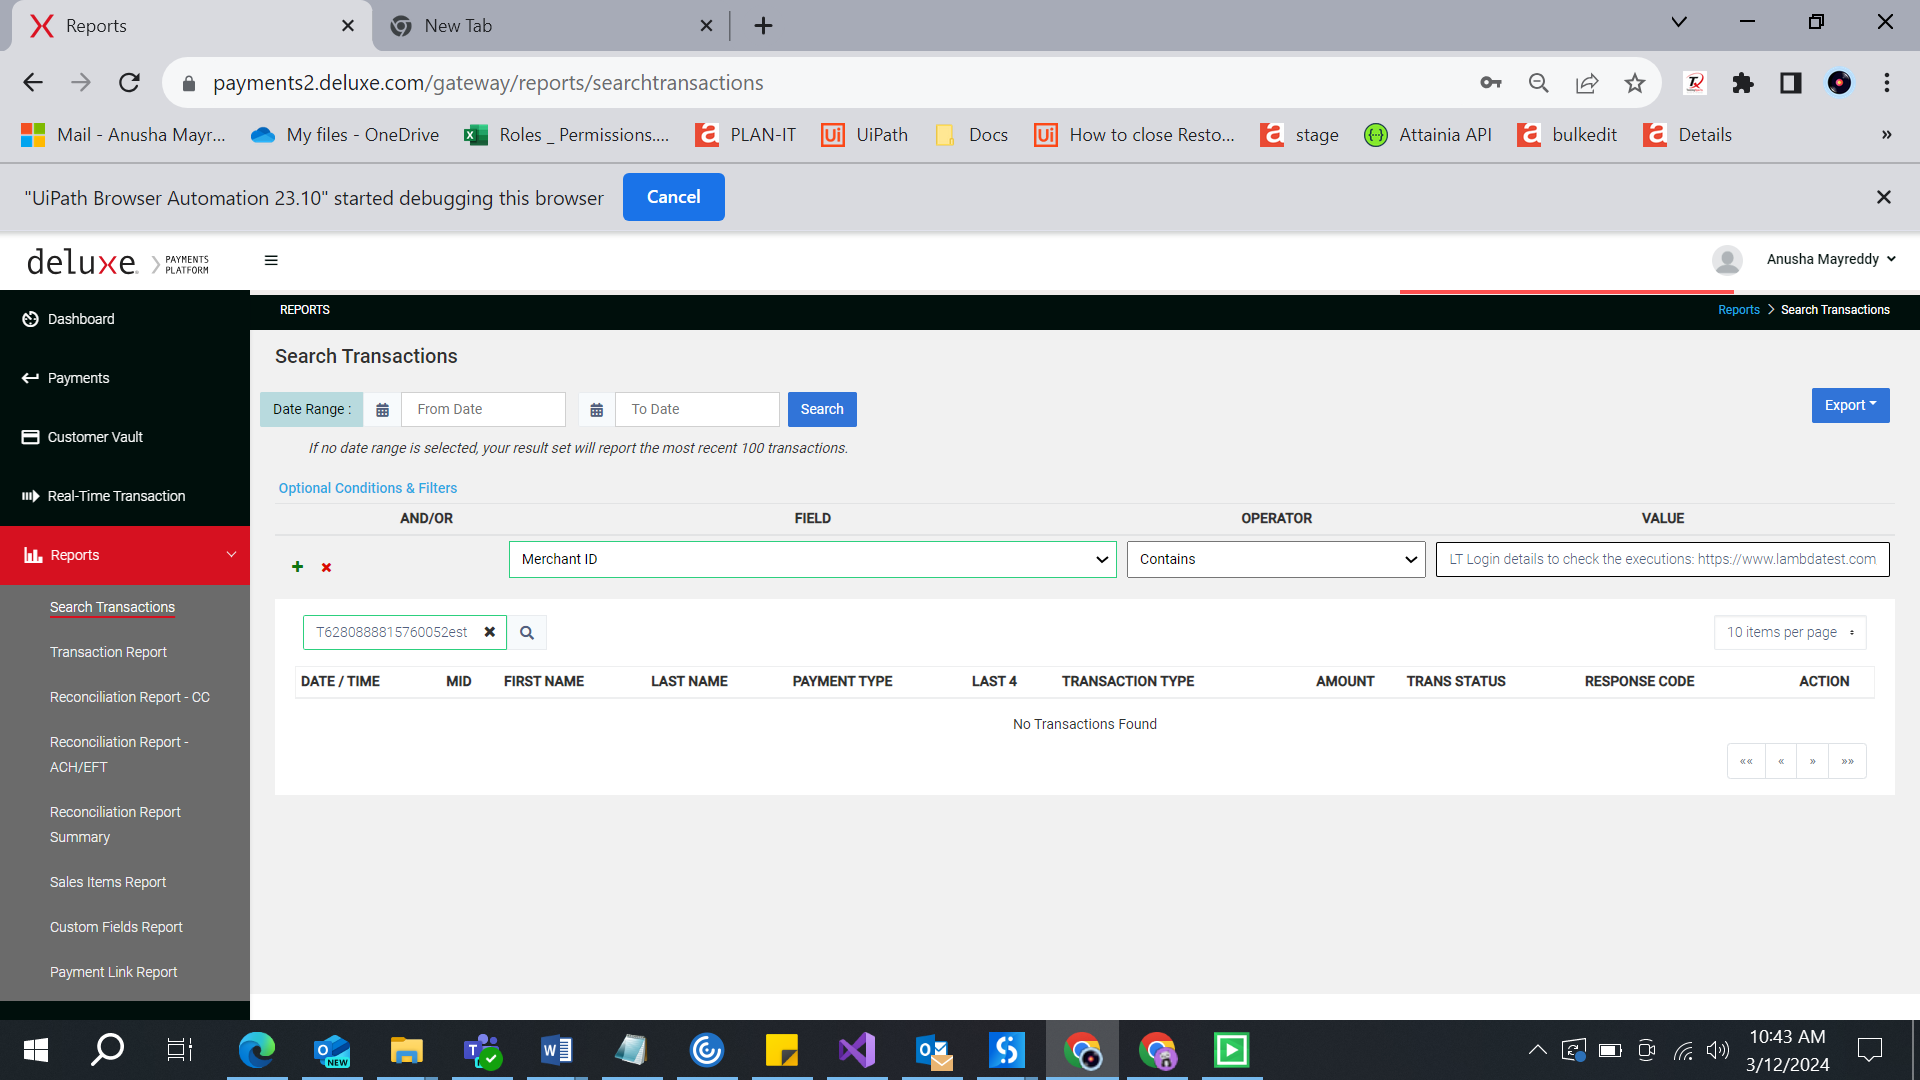 Reports
New Tab
payments2.deluxe.com/gateway/reports/searchtransactions
Mail - Anusha Mayr...
My files - OneDrive
Roles _ Permissions....
PLAN-IT
UiPath
Docs
How to close Resto...
stage
Attainia API
bulkedit
Details
»
"UiPath Browser Automation 23.10" started debugging this browser
Cancel
deluxe. PAYMENTS PLATFORM
Anusha Mayreddy
REPORTS
Reports > Search Transactions
Dashboard
Payments
Customer Vault
Real-Time Transaction
Reports
Search Transactions
Transaction Report
Reconciliation Report - CC
Reconciliation Report -
ACH/EFT
Reconciliation Report
Summary
Sales Items Report
Custom Fields Report
Payment Link Report
Search Transactions
Date Range :
From Date
To Date
Search
Export
If no date range is selected, your result set will report the most recent 100 transactions.
Optional Conditions & Filters
AND/OR FIELD OPERATOR VALUE
Merchant ID
Contains
LT Login details to check the executions: https://www.lambdatest.com
T6280888815760052est
10 items per page
DATE / TIME MID FIRST NAME LAST NAME PAYMENT TYPE LAST 4 TRANSACTION TYPE AMOUNT TRANS STATUS RESPONSE CODE ACTION
No Transactions Found
«« « » »»
NEW
10:43 AM
3/12/2024